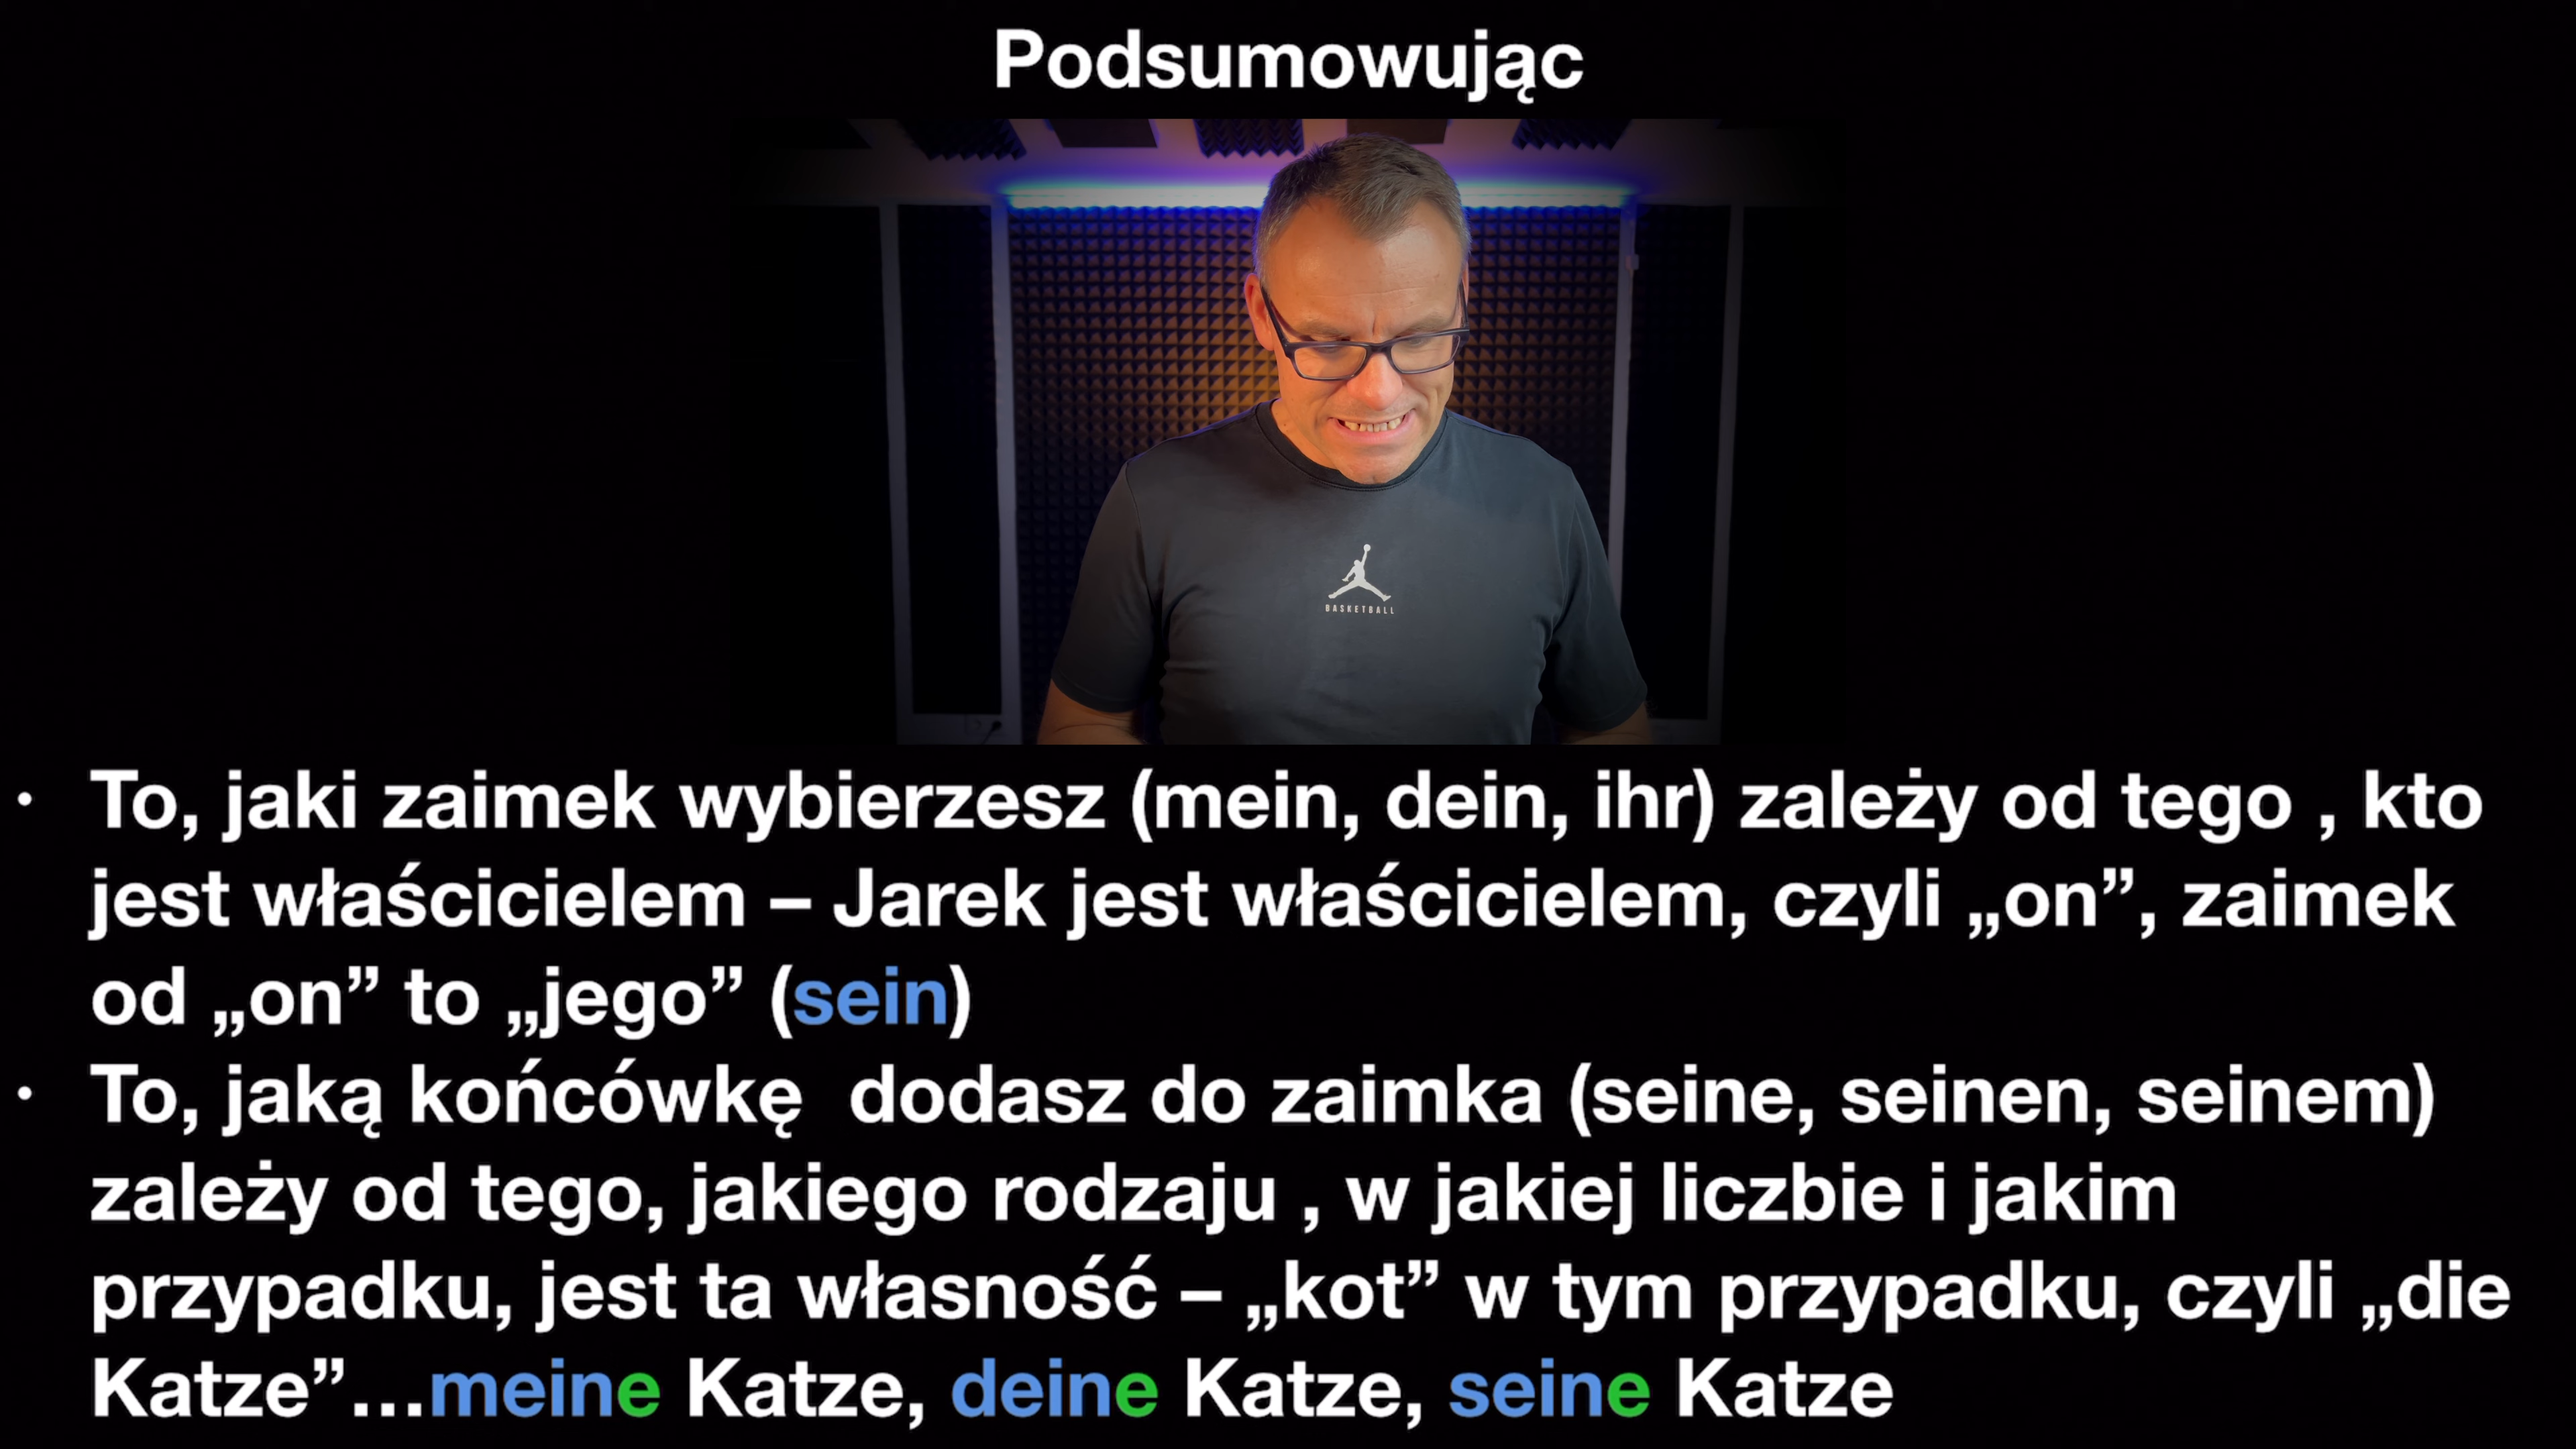 Podsumowując
BASKETBALL
• To, jaki zaimek wybierzesz (mein, dein, ihr) zależy od tego , kto
jest właścicielem – Jarek jest właścicielem, czyli „on”, zaimek
od „on” to „jego” (sein)
• To, jaką końcówkę  dodasz do zaimka (seine, seinen, seinem)
zależy od tego, jakiego rodzaju , w jakiej liczbie i jakim
przypadku, jest ta własność – „kot” w tym przypadku, czyli „die
Katze”…meine Katze, deine Katze, seine Katze